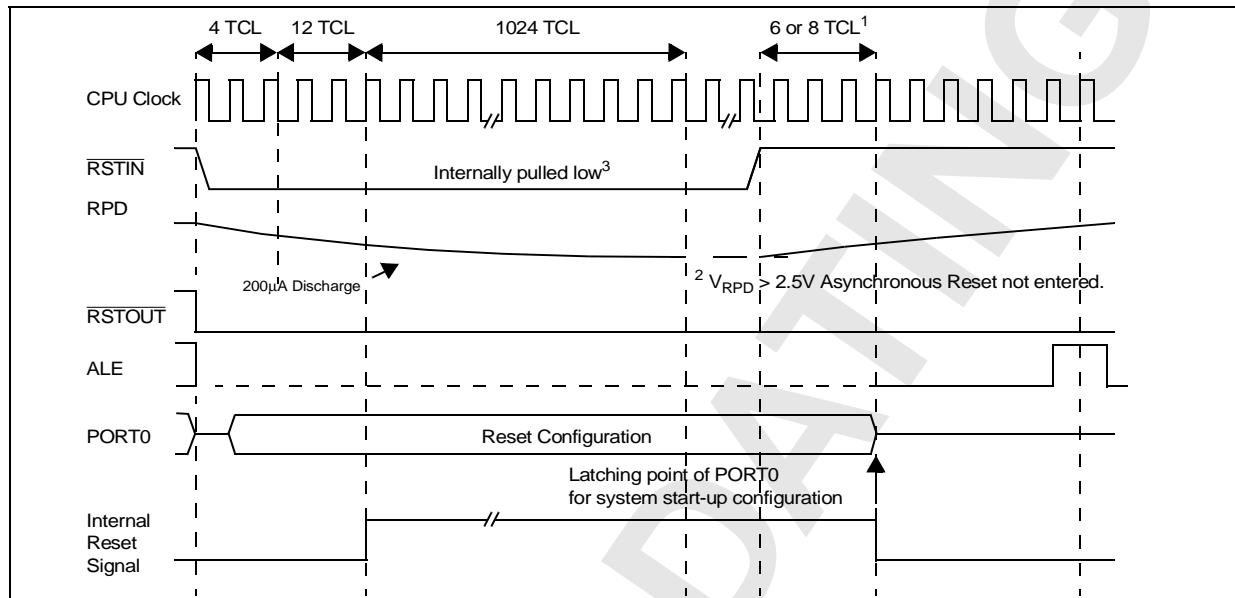 4 TCL 12 TCL 1024 TCL 6 or 8 TCL¹
CPU Clock
RSTIN
Internally pulled low³
RPD
200µA Discharge
² VRPD > 2.5V Asynchronous Reset not entered.
RSTOUT
ALE
PORT0
Reset Configuration
Latching point of PORT0
for system start-up configuration
Internal
Reset
Signal
DATING